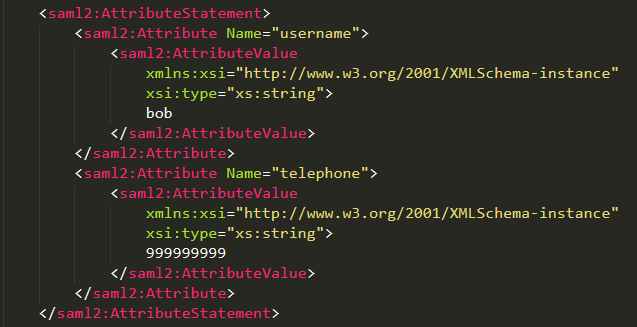 <saml2:AttributeStatement>
<saml2:Attribute Name="username">
<saml2:AttributeValue
xmlns:xsi="http://www.w3.org/2001/XMLSchema-instance"
xsi:type="xs:string">
bob
</saml2:AttributeValue>
</saml2:Attribute>
<saml2:Attribute Name="telephone">
<saml2:AttributeValue
xmlns:xsi="http://www.w3.org/2001/XMLSchema-instance"
xsi:type="xs:string">
999999999
</saml2:AttributeValue>
</saml2:Attribute>
</saml2:AttributeStatement>